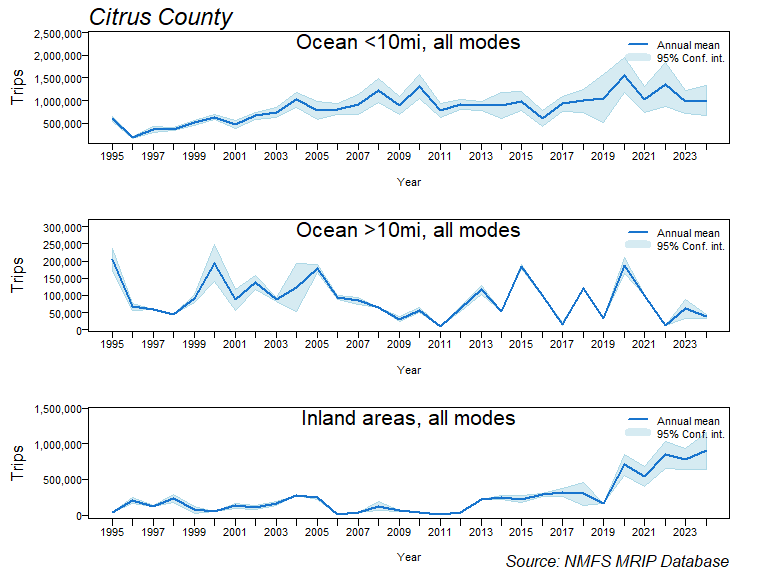 Citrus County
Ocean <10mi, all modes
Annual mean
95% Conf. int.
Trips
2,500,000
2,000,000
1,500,000
1,000,000
500,000
1995 1997 1999 2001 2003 2005 2007 2009 2011 2013 2015 2017 2019 2021 2023
Year
Ocean >10mi, all modes
Annual mean
95% Conf. int.
Trips
300,000
250,000
200,000
150,000
100,000
50,000
0
1995 1997 1999 2001 2003 2005 2007 2009 2011 2013 2015 2017 2019 2021 2023
Year
Inland areas, all modes
Annual mean
95% Conf. int.
Trips
1,500,000
1,000,000
500,000
0
1995 1997 1999 2001 2003 2005 2007 2009 2011 2013 2015 2017 2019 2021 2023
Year
Source: NMFS MRIP Database